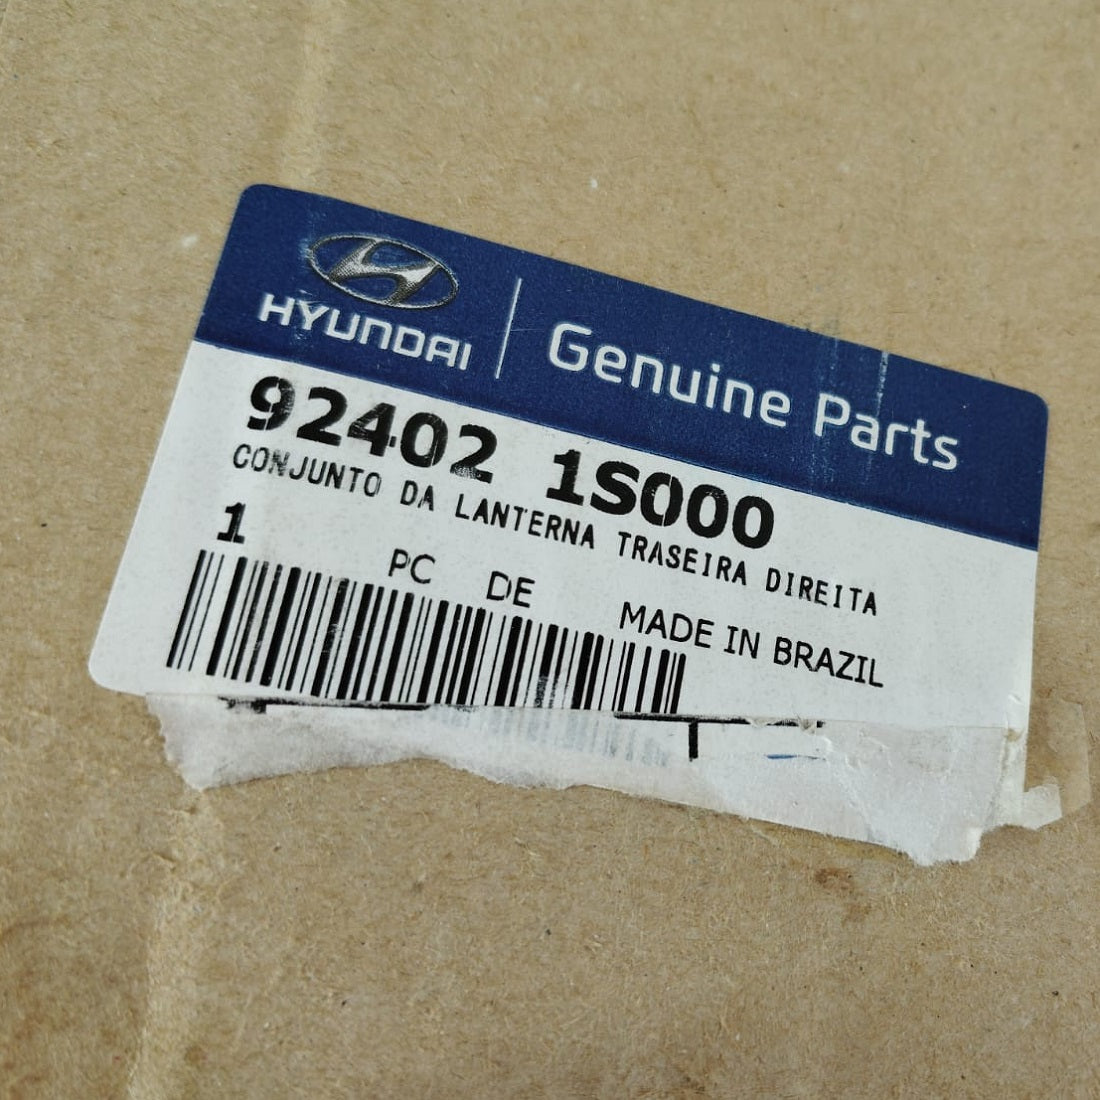 HYUNDAI
Genuine Parts
92402 1S000
CONJUNTO DA LANTERNA TRASEIRA DIREITA
1 PC DE MADE IN BRAZIL